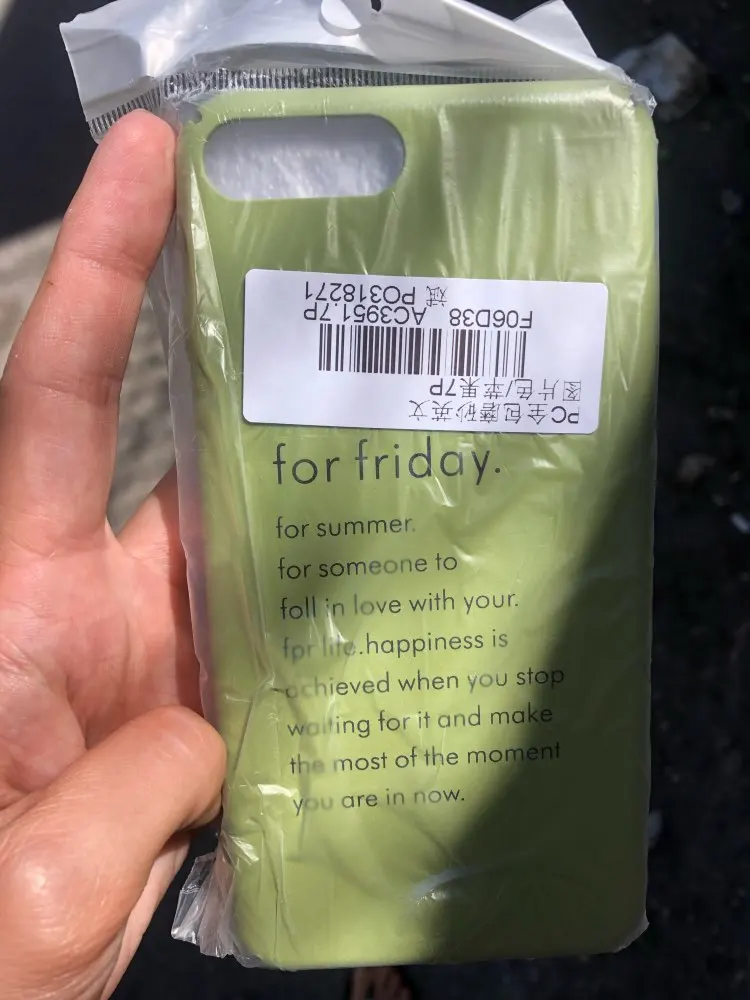 PC全包磨砂英文
图片色/苹果7P
F06D38 AC3951.7P
斌 PO318271
for friday.
for summer.
for someone to
foll in love with your.
fpr life.happiness is
achieved when you stop
waiting for it and make
the most of the moment
you are in now.